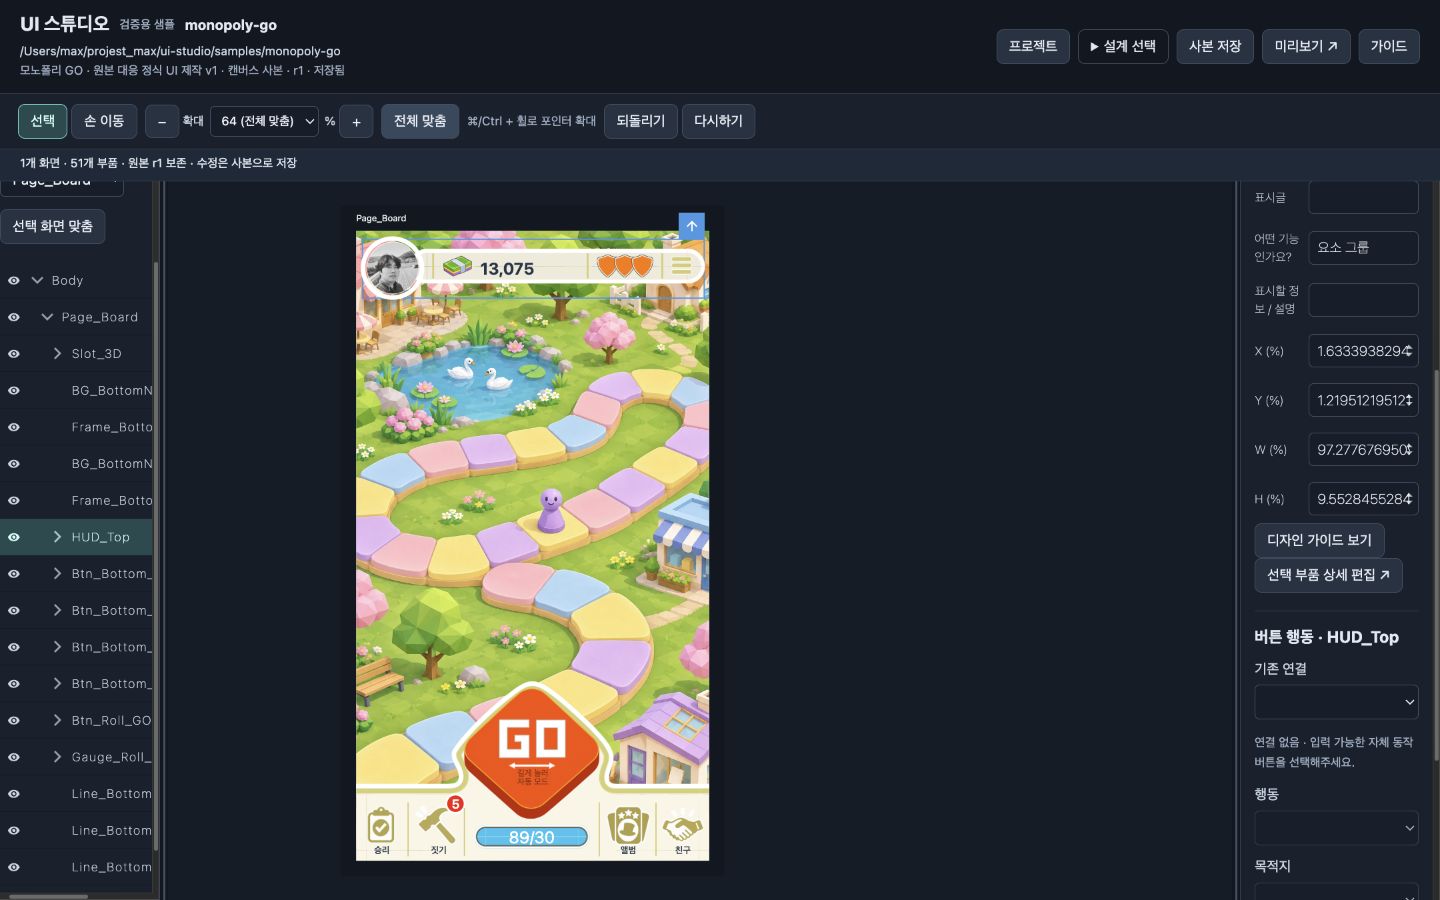 UI 스튜디오 검증용 샘플 monopoly-go
/Users/max/projest_max/ui-studio/samples/monopoly-go
모노폴리 GO · 원본 대응 정식 UI 제작 v1 · 캔버스 사본 · r1 · 저장됨
프로젝트
▶ 설계 선택
사본 저장
미리보기 ↗
가이드
선택
손 이동
−
확대
64 (전체 맞춤)
%
+
전체 맞춤
⌘/Ctrl + 휠로 포인터 확대
되돌리기
다시하기
1개 화면 · 51개 부품 · 원본 r1 보존 · 수정은 사본으로 저장
Page_Board
선택 화면 맞춤
Body
Page_Board
Slot_3D
BG_BottomN
Frame_Botto
BG_BottomN
Frame_Botto
HUD_Top
Btn_Bottom_
Btn_Bottom_
Btn_Bottom_
Btn_Bottom_
Btn_Roll_GO
Gauge_Roll_
Line_Bottom
Line_Bottom
Line_Bottom
Page_Board
13,075
GO
길게 눌러
자동 모드
5
89/30
승리
짓기
앨범
친구
표시글
어떤 기능
인가요?
요소 그룹
표시할 정
보 / 설명
X (%)
1.6333938294
Y (%)
1.21951219512
W (%)
97.277676950
H (%)
9.5528455284
디자인 가이드 보기
선택 부품 상세 편집 ↗
버튼 행동 · HUD_Top
기존 연결
연결 없음 · 입력 가능한 자체 동작
버튼을 선택해주세요.
행동
목적지